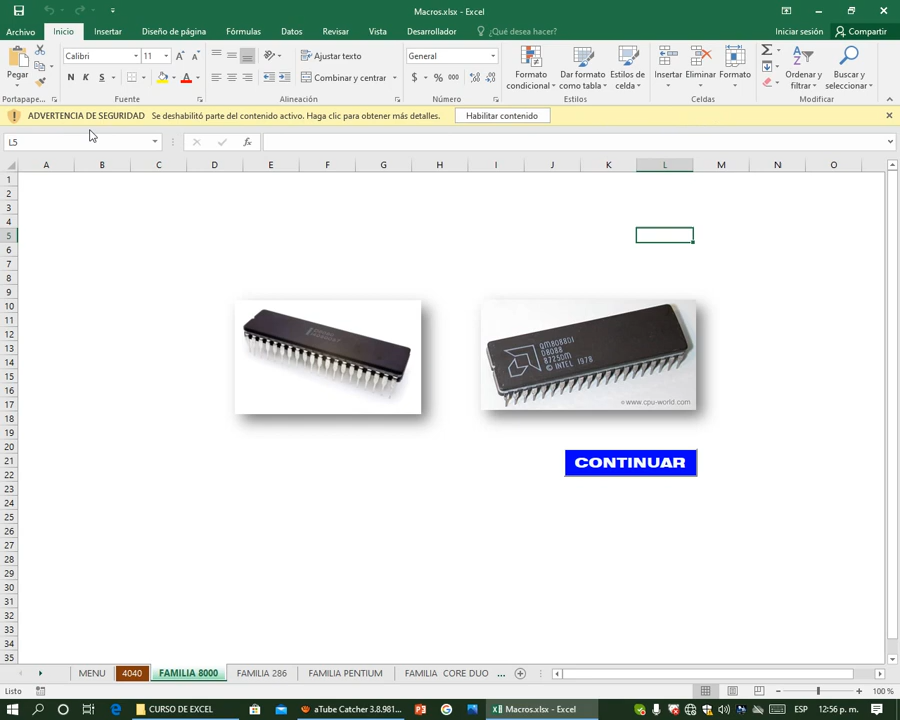 Macros.xlsx - Excel
Archivo Inicio Insertar Diseño de página Fórmulas Datos Revisar Vista Desarrollador ¿Qué desea hacer? Iniciar sesión Compartir
Pegar
Calibri 11 A A
N K S A
Ajustar texto
Combinar y centrar
General
$ % 000
Formato condicional
Dar formato como tabla
Estilos de celda
Insertar Eliminar Formato
Ordenar y filtrar
Buscar y seleccionar
Portapape... Fuente Alineación Número Estilos Celdas Modificar
ADVERTENCIA DE SEGURIDAD Se deshabilitó parte del contenido activo. Haga clic para obtener más detalles. Habilitar contenido
L5 fx
A B C D E F G H I J K L M N O
1
2
3
4
5
6
7
8
9
10
11
12
13
14
15
16
17
18
19
20
21
22
23
24
25
26
27
28
29
30
31
32
33
34
35
QM8088DI
D8088
8725DM
© INTEL 1978
©www.cpu-world.com
CONTINUAR
MENU 4040 FAMILIA 8000 FAMILIA 286 FAMILIA PENTIUM FAMILIA CORE DUO ...
Listo 100 %
CURSO DE EXCEL aTube Catcher 3.8.981... Macros.xlsx - Excel ESP 12:56 p. m.